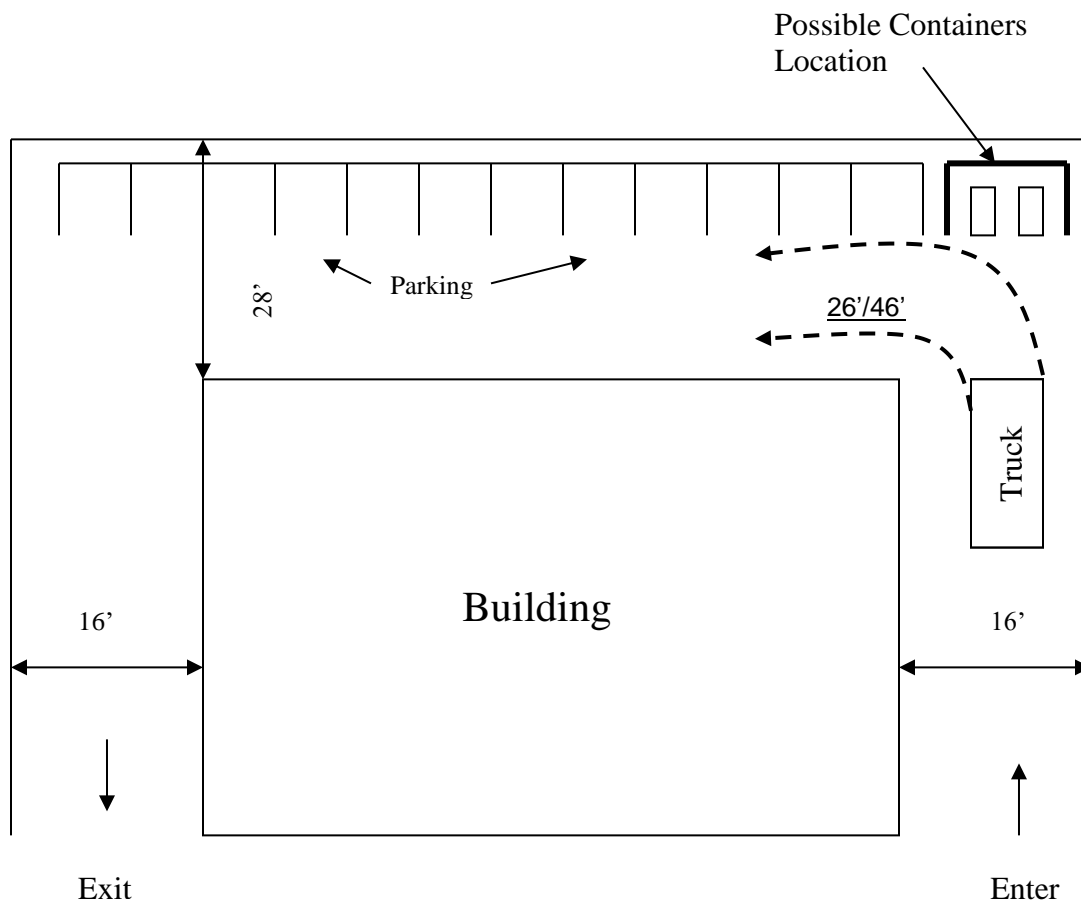 Possible Containers
Location
Parking
28’
26’/46’
Truck
Building
16’
16’
Exit
Enter